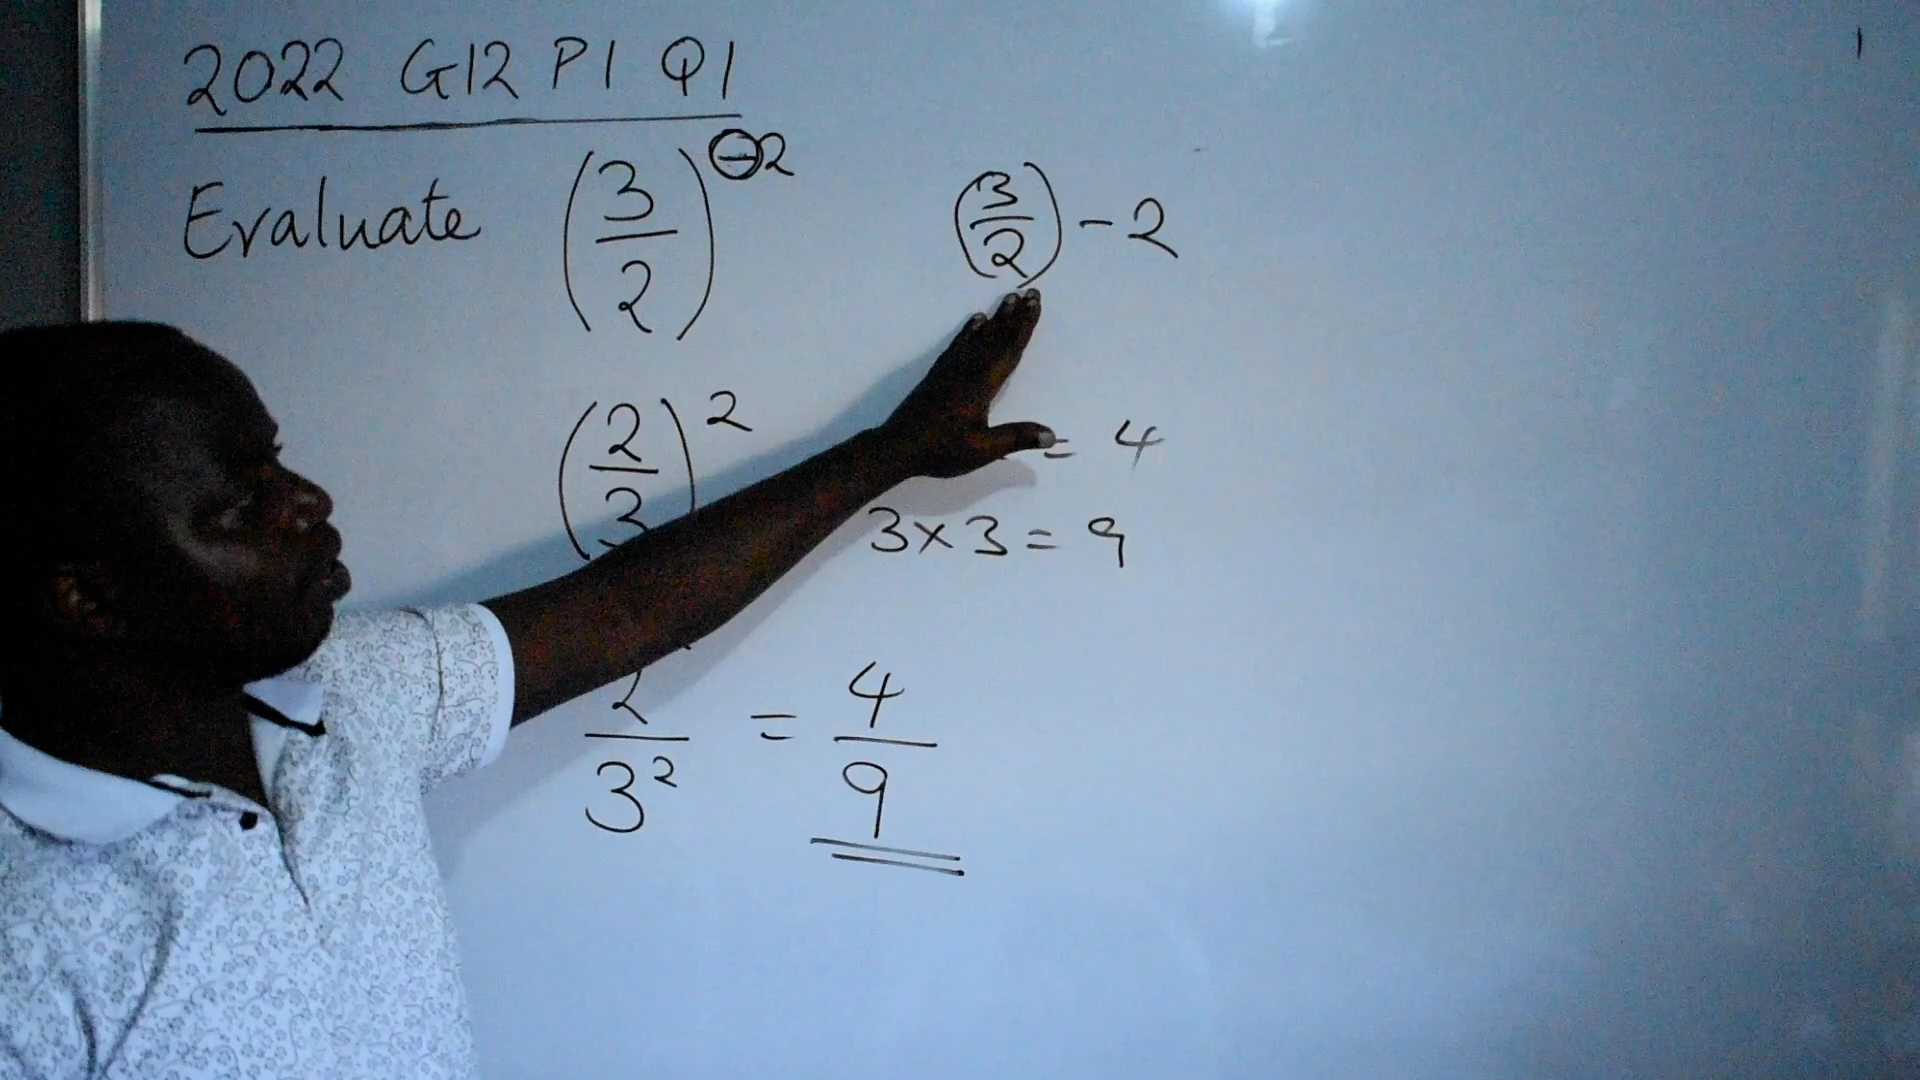 2022 G12 P1 Q1
Evaluate (3/2)^⊖2
(3/2) - 2
(2/3)^2
= 4
3 x 3 = 9
2/3^2 = 4/9